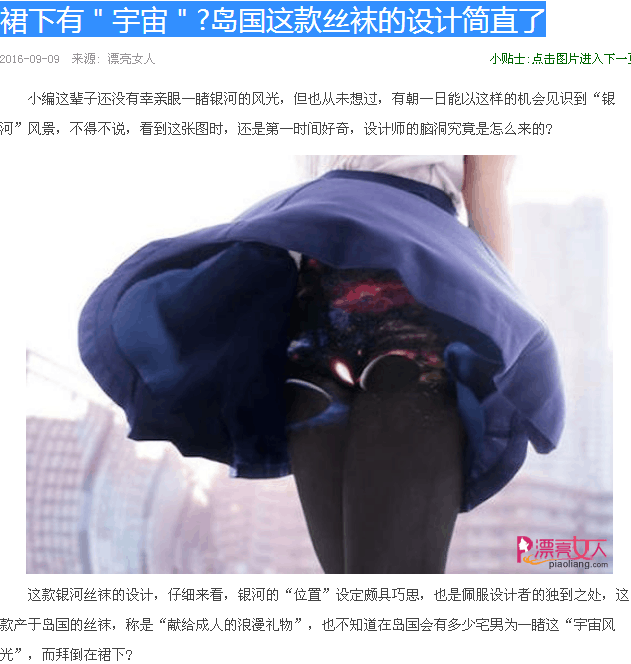 裙下有＂宇宙＂?岛国这款丝袜的设计简直了
2016-09-09 来源: 漂亮女人 小贴士:点击图片进入下一
小编这辈子还没有幸亲眼一睹银河的风光，但也从未想过，有朝一日能以这样的机会见识到“银
河”风景，不得不说，看到这张图时，还是第一时间好奇，设计师的脑洞究竟是怎么来的?
漂亮女人
piaoliang.com
这款银河丝袜的设计，仔细来看，银河的“位置”设定颇具巧思，也是佩服设计者的独到之处，这
款产于岛国的丝袜，称是“献给成人的浪漫礼物”，也不知道在岛国会有多少宅男为一睹这“宇宙风
光”，而拜倒在裙下?